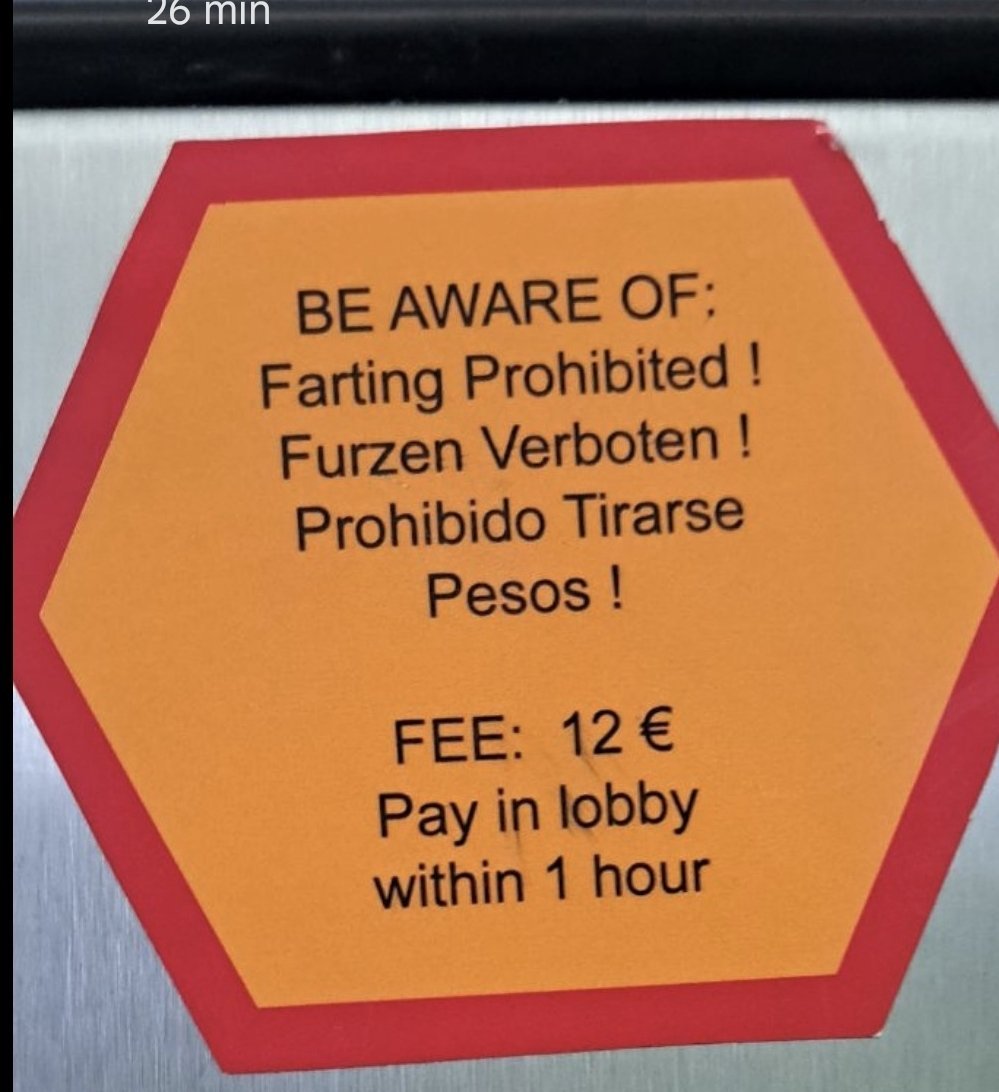 26 min
BE AWARE OF:
Farting Prohibited !
Furzen Verboten !
Prohibido Tirarse
Pesos !
FEE: 12 €
Pay in lobby
within 1 hour